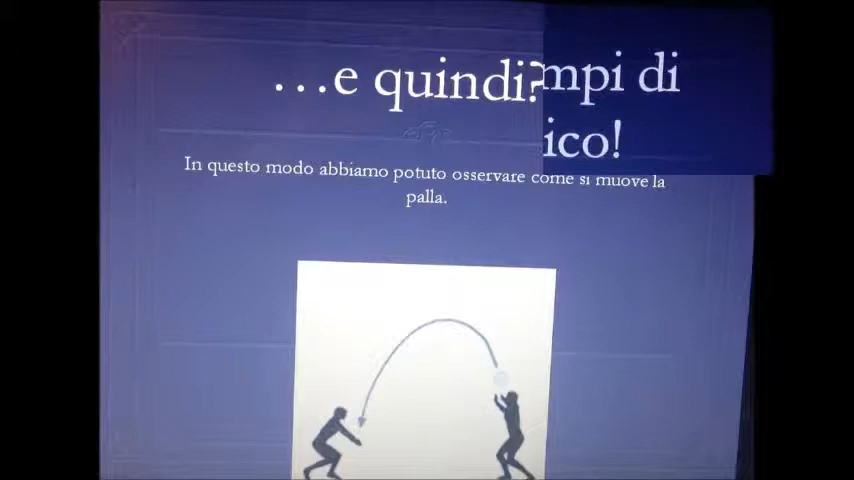 …e quindi?
mpi di
ico!
In questo modo abbiamo potuto osservare come si muove la
palla.